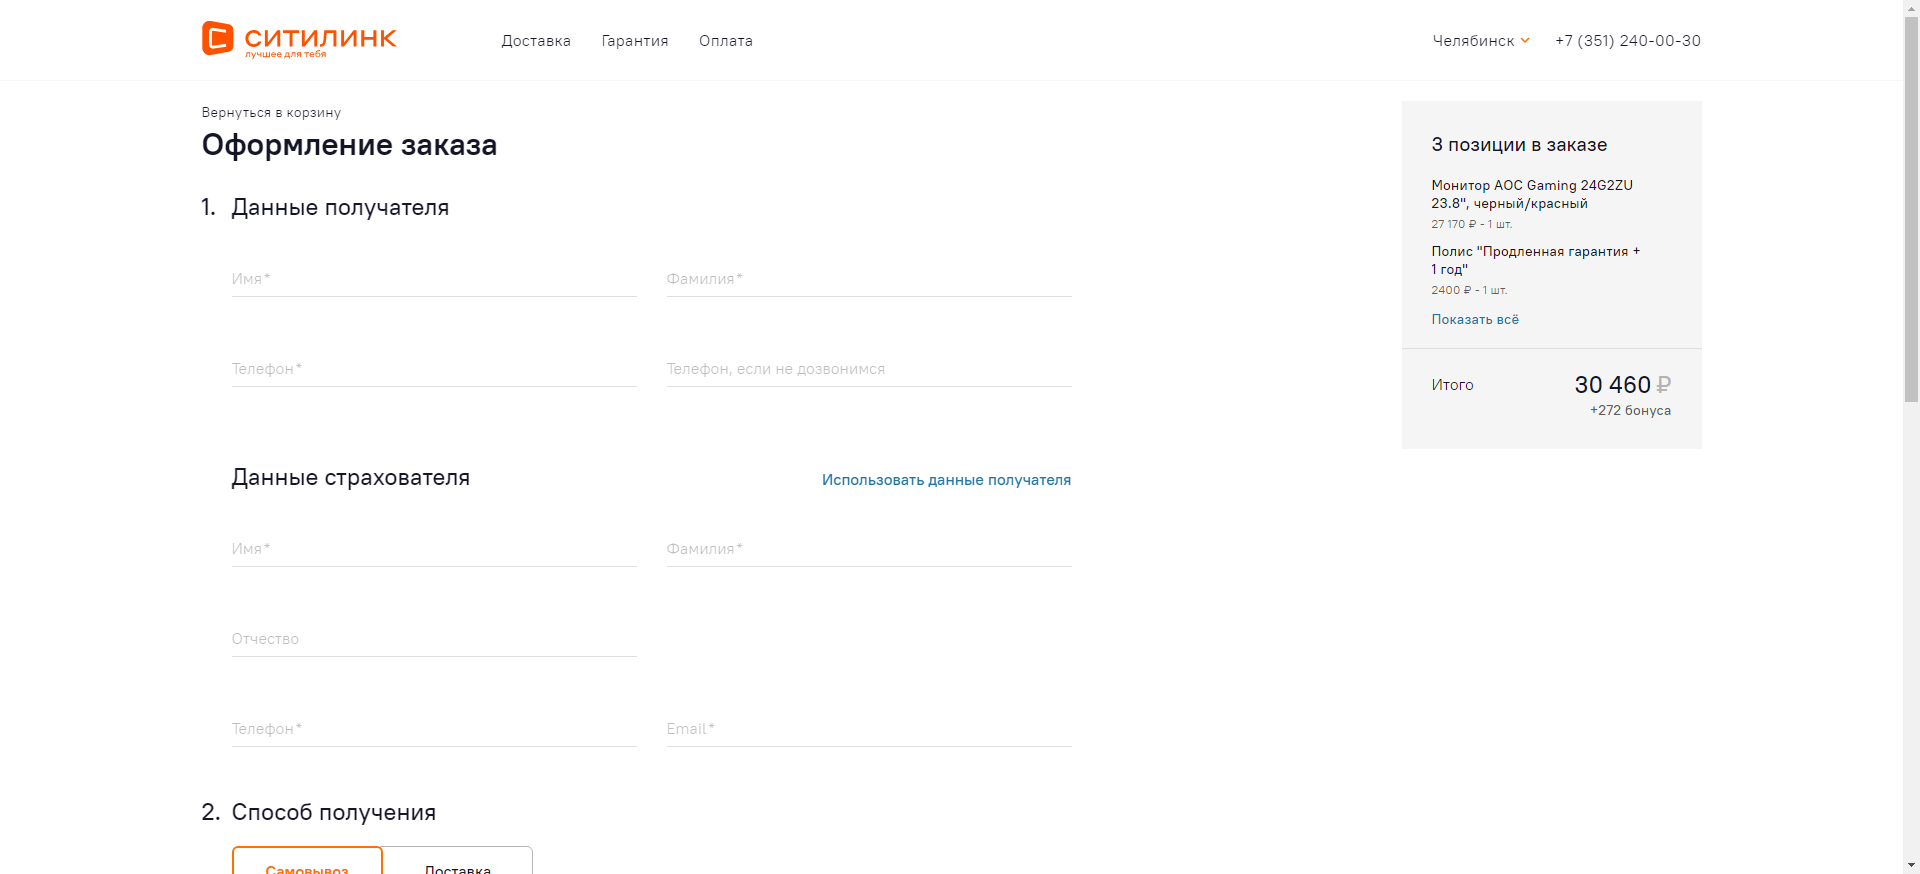 СИТИЛИНК
лучшее для тебя
Доставка Гарантия Оплата
Челябинск +7 (351) 240-00-30
Вернуться в корзину
Оформление заказа
1. Данные получателя
Имя* Фамилия*
Телефон* Телефон, если не дозвонимся
Данные страхователя Использовать данные получателя
Имя* Фамилия*
Отчество
Телефон* Email*
2. Способ получения
Самовывоз Доставка
3 позиции в заказе
Монитор AOC Gaming 24G2ZU
23.8", черный/красный
27 170 ₽ - 1 шт.
Полис "Продленная гарантия +
1 год"
2400 ₽ - 1 шт.
Показать всё
Итого 30 460 ₽
+272 бонуса